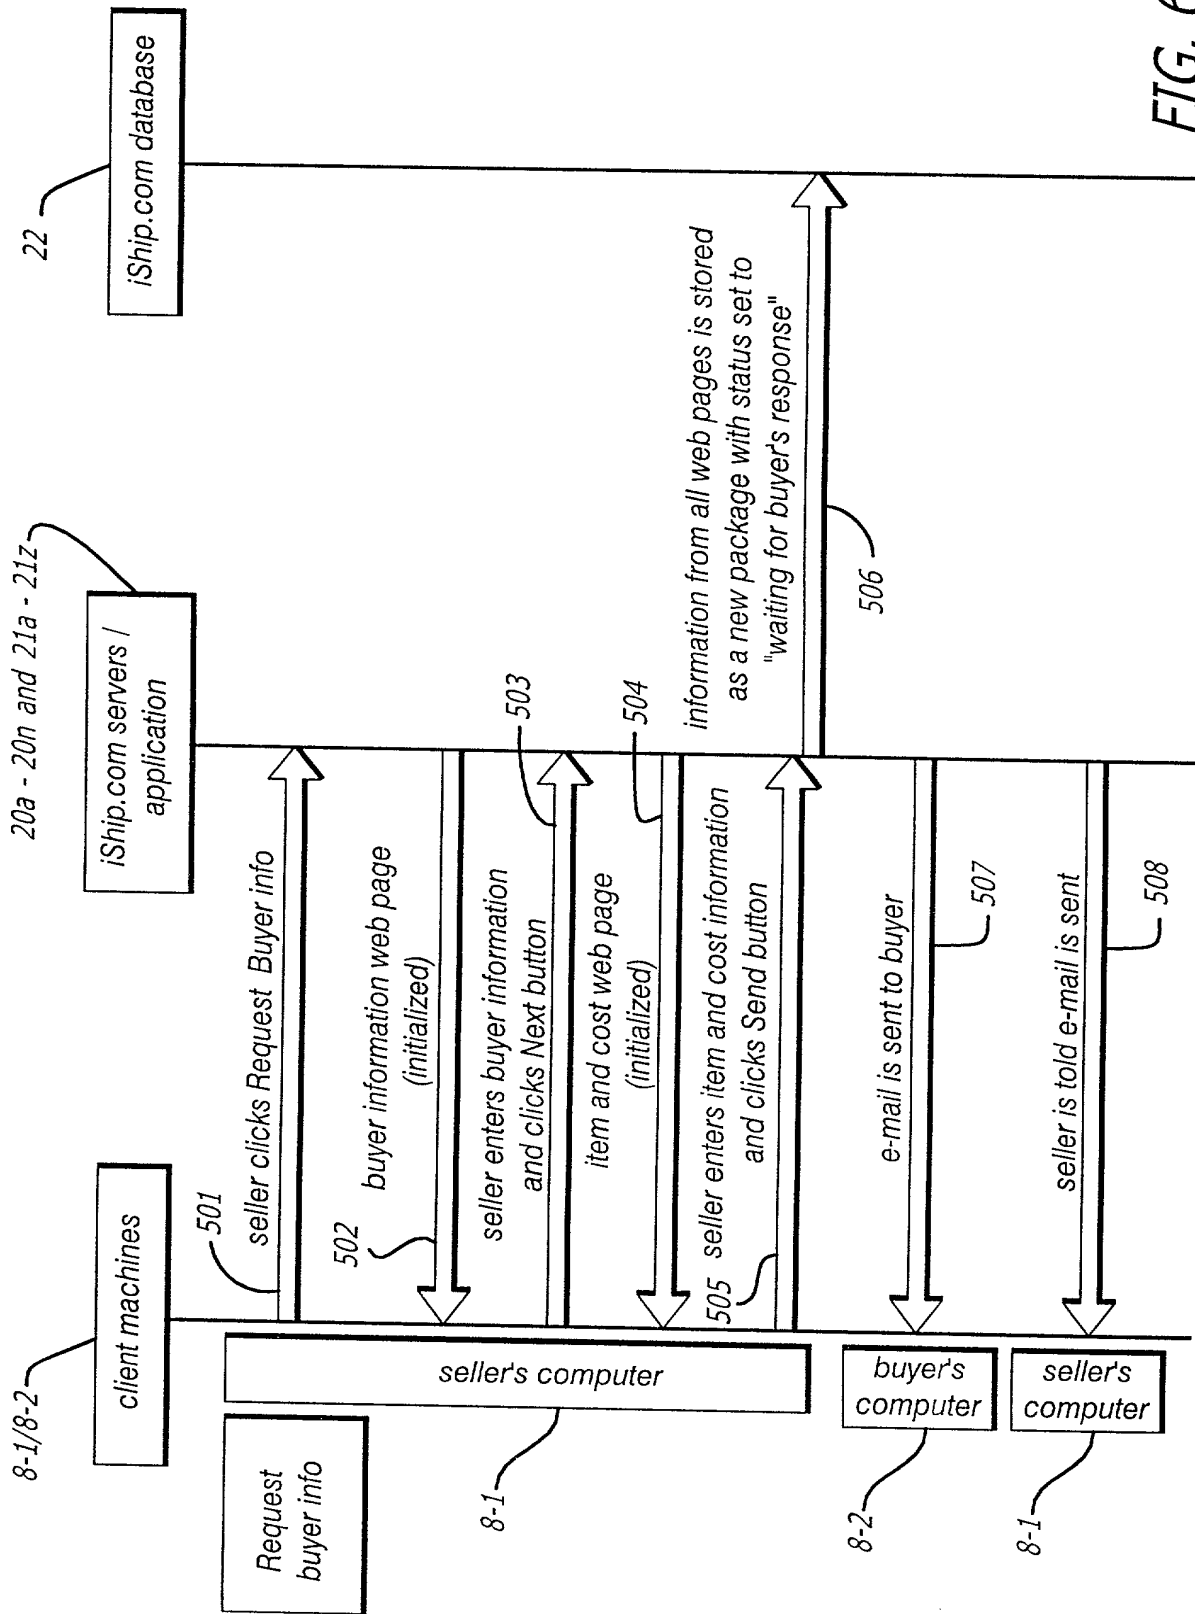 8-1/8-2
20a - 20n and 21a - 21z
22
client machines
iShip.com servers /
application
iShip.com database
Request
buyer info
seller's computer
8-1
501
seller clicks Request Buyer info
502
buyer information web page
(initialized)
seller enters buyer information
and clicks Next button
503
item and cost web page
(initialized)
504
505
seller enters item and cost information
and clicks Send button
information from all web pages is stored
as a new package with status set to
"waiting for buyer's response"
506
buyer's
computer
8-2
e-mail is sent to buyer
507
seller's
computer
8-1
seller is told e-mail is sent
508
FIG.